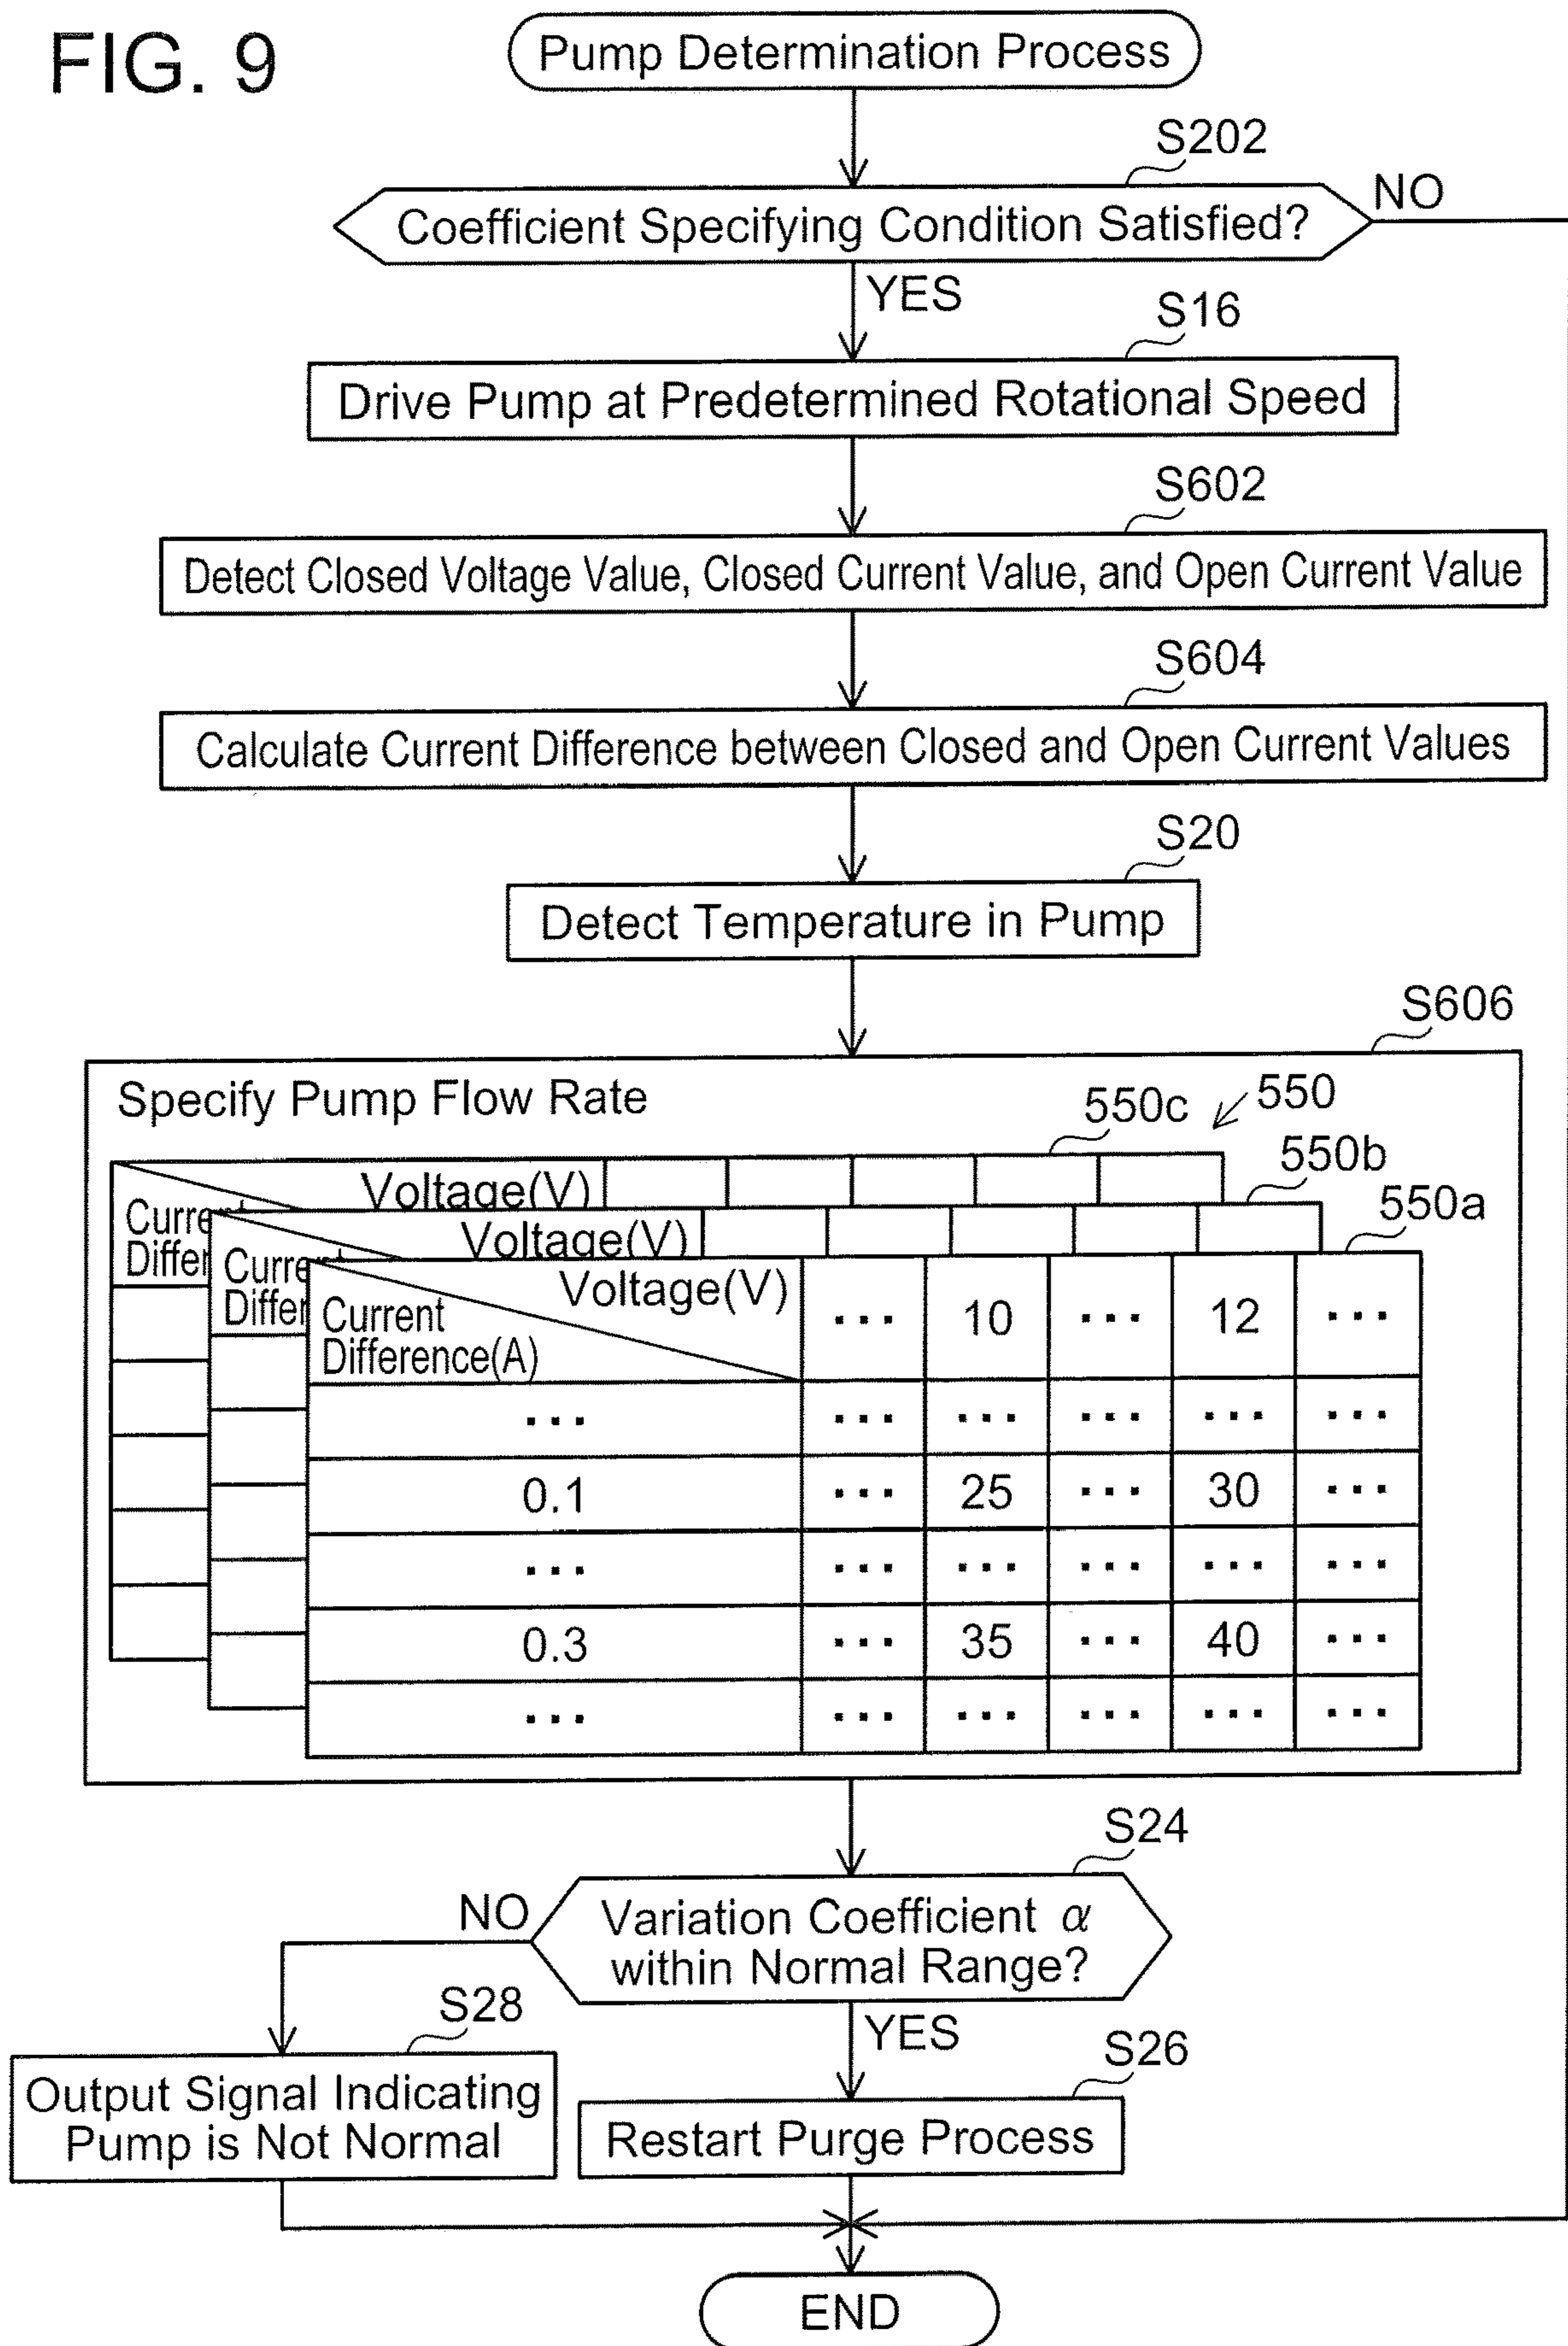 FIG. 9
Pump Determination Process
S202
Coefficient Specifying Condition Satisfied?
NO
YES
S16
Drive Pump at Predetermined Rotational Speed
S602
Detect Closed Voltage Value, Closed Current Value, and Open Current Value
S604
Calculate Current Difference between Closed and Open Current Values
S20
Detect Temperature in Pump
S606
Specify Pump Flow Rate
550c
550
550b
550a
Voltage(V)
Voltage(V)
Voltage(V) ... 10 ... 12 ...
Current
Difference(A)
... ... ... ... ... ...
0.1 ... 25 ... 30 ...
... ... ... ... ... ...
0.3 ... 35 ... 40 ...
... ... ... ... ... ...
S24
Variation Coefficient α
within Normal Range?
NO
YES
S28
Output Signal Indicating
Pump is Not Normal
S26
Restart Purge Process
END